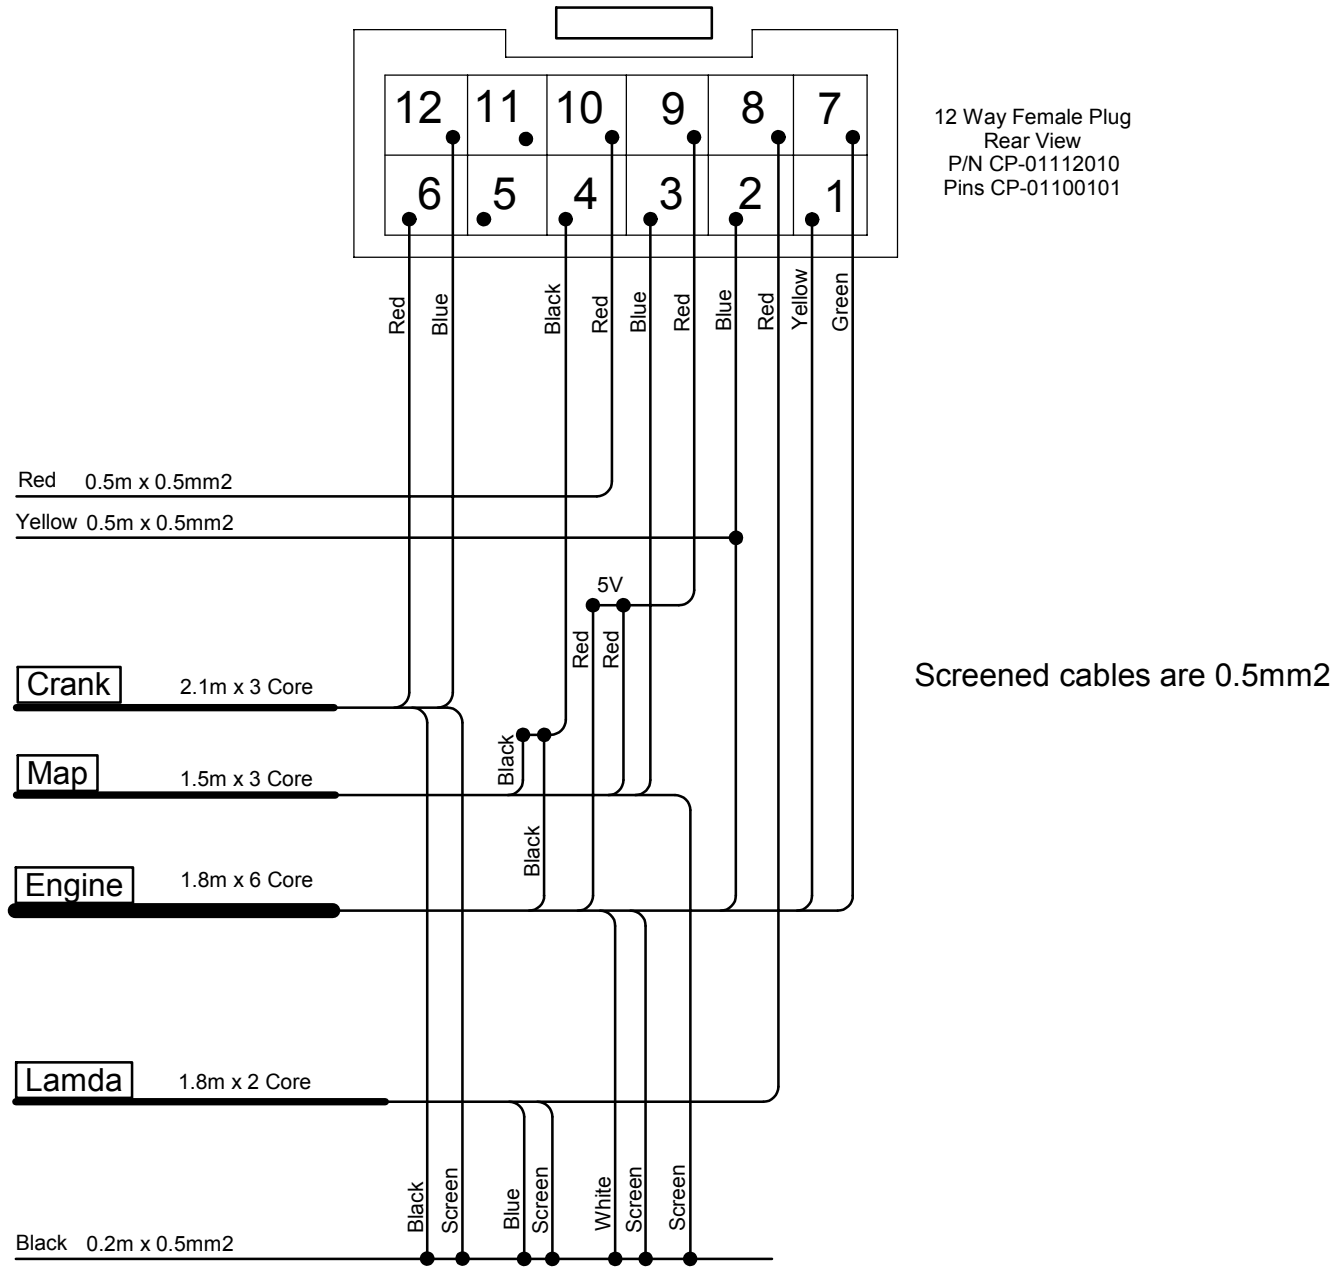 12 11 10 9 8 7
6 5 4 3 2 1
12 Way Female Plug
Rear View
P/N CP-01112010
Pins CP-01100101
Red
Blue
Black
Red
Blue
Red
Blue
Red
Yellow
Green
Red 0.5m x 0.5mm2
Yellow 0.5m x 0.5mm2
5V
Red
Red
Screened cables are 0.5mm2
Crank 2.1m x 3 Core
Black
Map 1.5m x 3 Core
Black
Engine 1.8m x 6 Core
Lamda 1.8m x 2 Core
Black
Screen
Blue
Screen
White
Screen
Screen
Black 0.2m x 0.5mm2